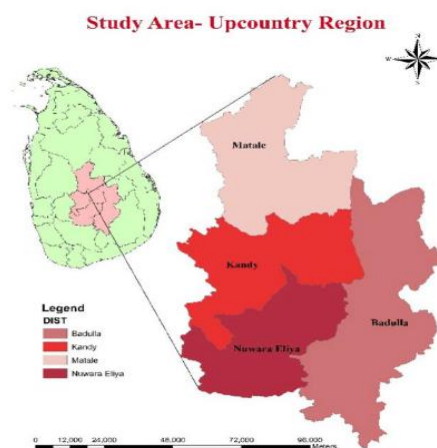 Study Area- Upcountry Region
N
W
E
S
Matale
Kandy
Nuwara Eliya
Badulla
Legend
DIST
Badulla
Kandy
Matale
Nuwara Eliya
0 12,000 24,000 48,000 72,000 96,000
Meters